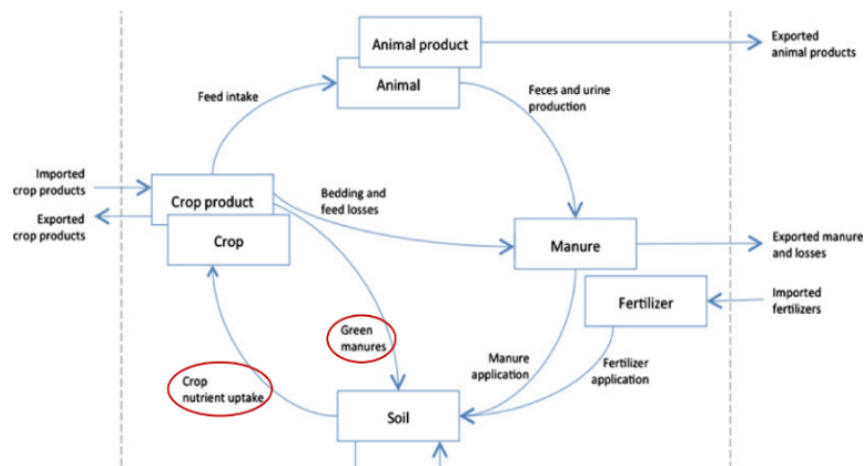 Animal product
Exported
animal products
Animal
Feed intake
Feces and urine
production
Imported
crop products
Crop product
Bedding and
feed losses
Exported
crop products
Crop
Manure
Exported manure
and losses
Fertilizer
Imported
fertilizers
Green
manures
Manure
application
Fertilizer
application
Crop
nutrient uptake
Soil